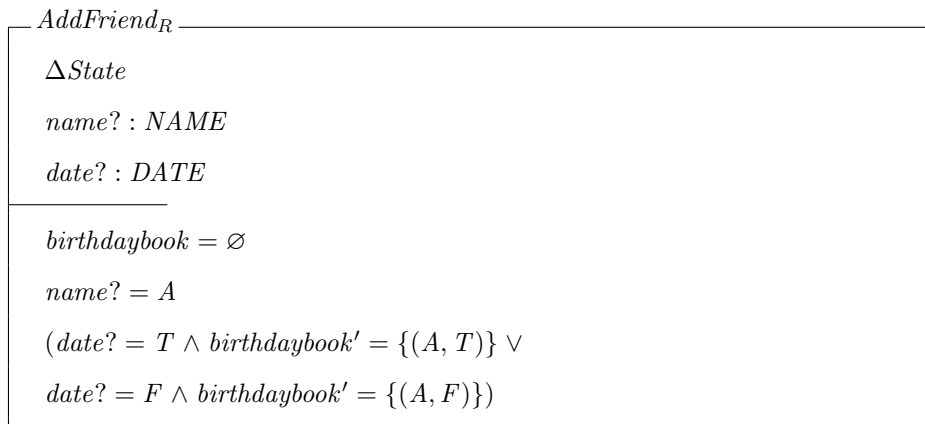 AddFriend_R
ΔState
name? : NAME
date? : DATE
birthdaybook = ∅
name? = A
(date? = T ∧ birthdaybook′ = {(A, T)} ∨
date? = F ∧ birthdaybook′ = {(A, F)})